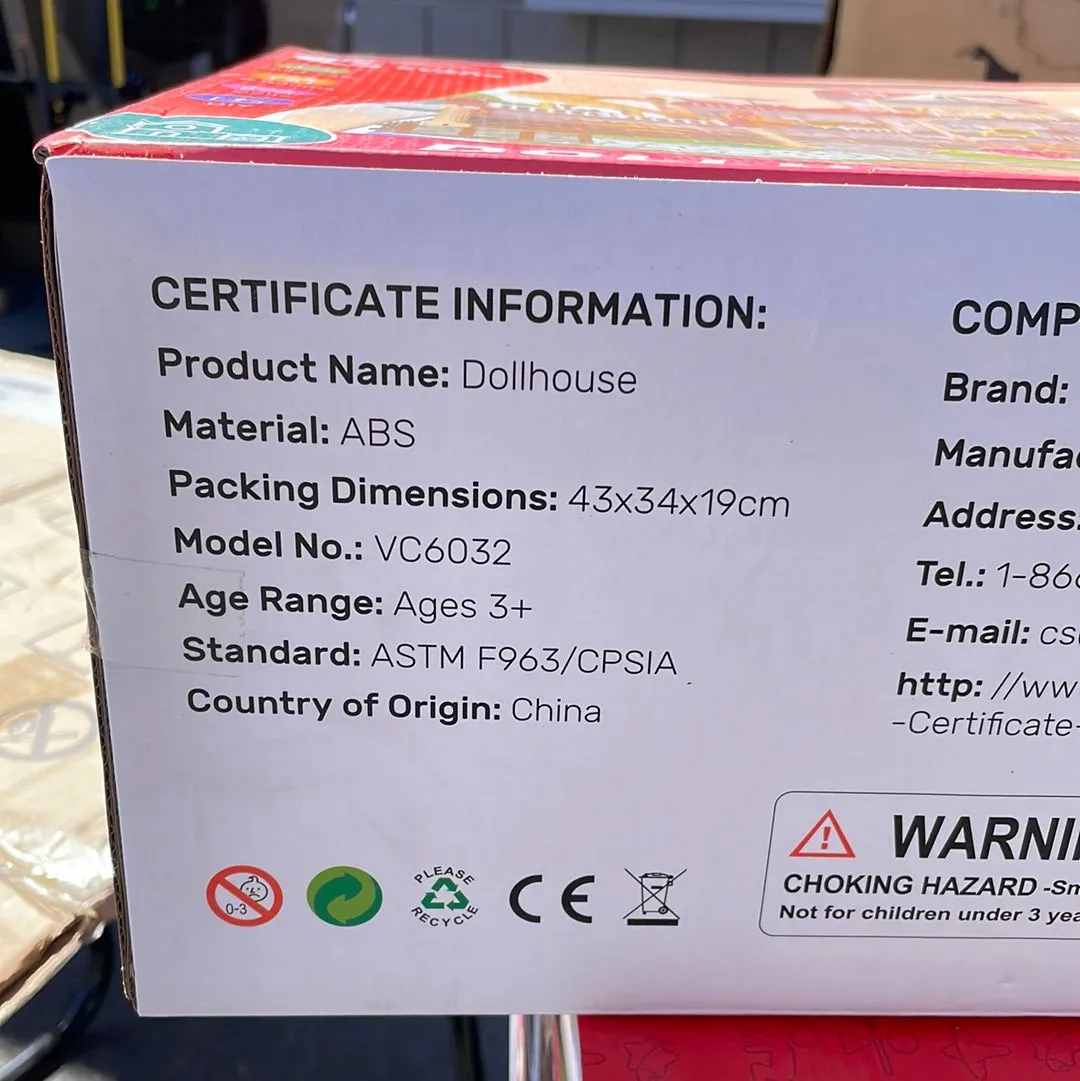 CERTIFICATE INFORMATION:
Product Name: Dollhouse
Material: ABS
Packing Dimensions: 43x34x19cm
Model No.: VC6032
Age Range: Ages 3+
Standard: ASTM F963/CPSIA
Country of Origin: China
COMP
Brand:
Manufac
Address:
Tel.: 1-866
E-mail: cs
http: //ww
-Certificate-
0-3
PLEASE
RECYCLE
CE
WARNI
CHOKING HAZARD -Sm
Not for children under 3 yea